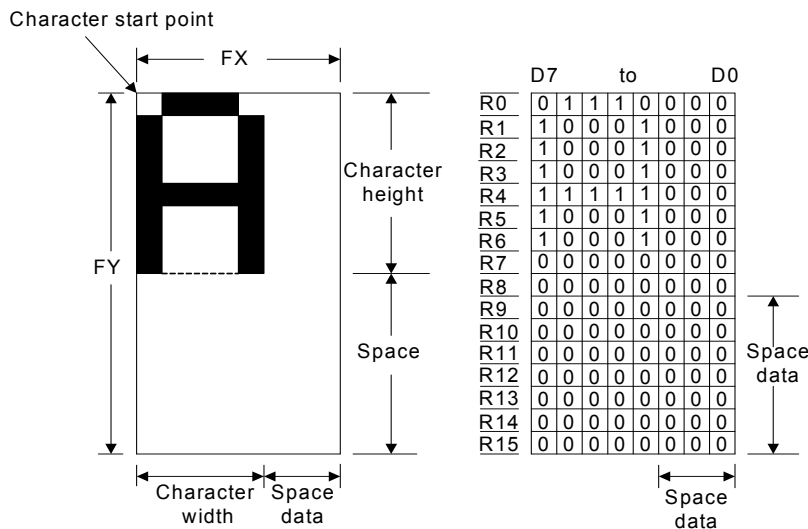 Character start point
FX
FY
Character
height
Space
Character
width
Space
data
D7 to D0
R0 0 1 1 1 0 0 0 0
R1 1 0 0 0 1 0 0 0
R2 1 0 0 0 1 0 0 0
R3 1 0 0 0 1 0 0 0
R4 1 1 1 1 1 0 0 0
R5 1 0 0 0 1 0 0 0
R6 1 0 0 0 1 0 0 0
R7 0 0 0 0 0 0 0 0
R8 0 0 0 0 0 0 0 0
R9 0 0 0 0 0 0 0 0
R10 0 0 0 0 0 0 0 0
R11 0 0 0 0 0 0 0 0
R12 0 0 0 0 0 0 0 0
R13 0 0 0 0 0 0 0 0
R14 0 0 0 0 0 0 0 0
R15 0 0 0 0 0 0 0 0
Space
data
Space
data